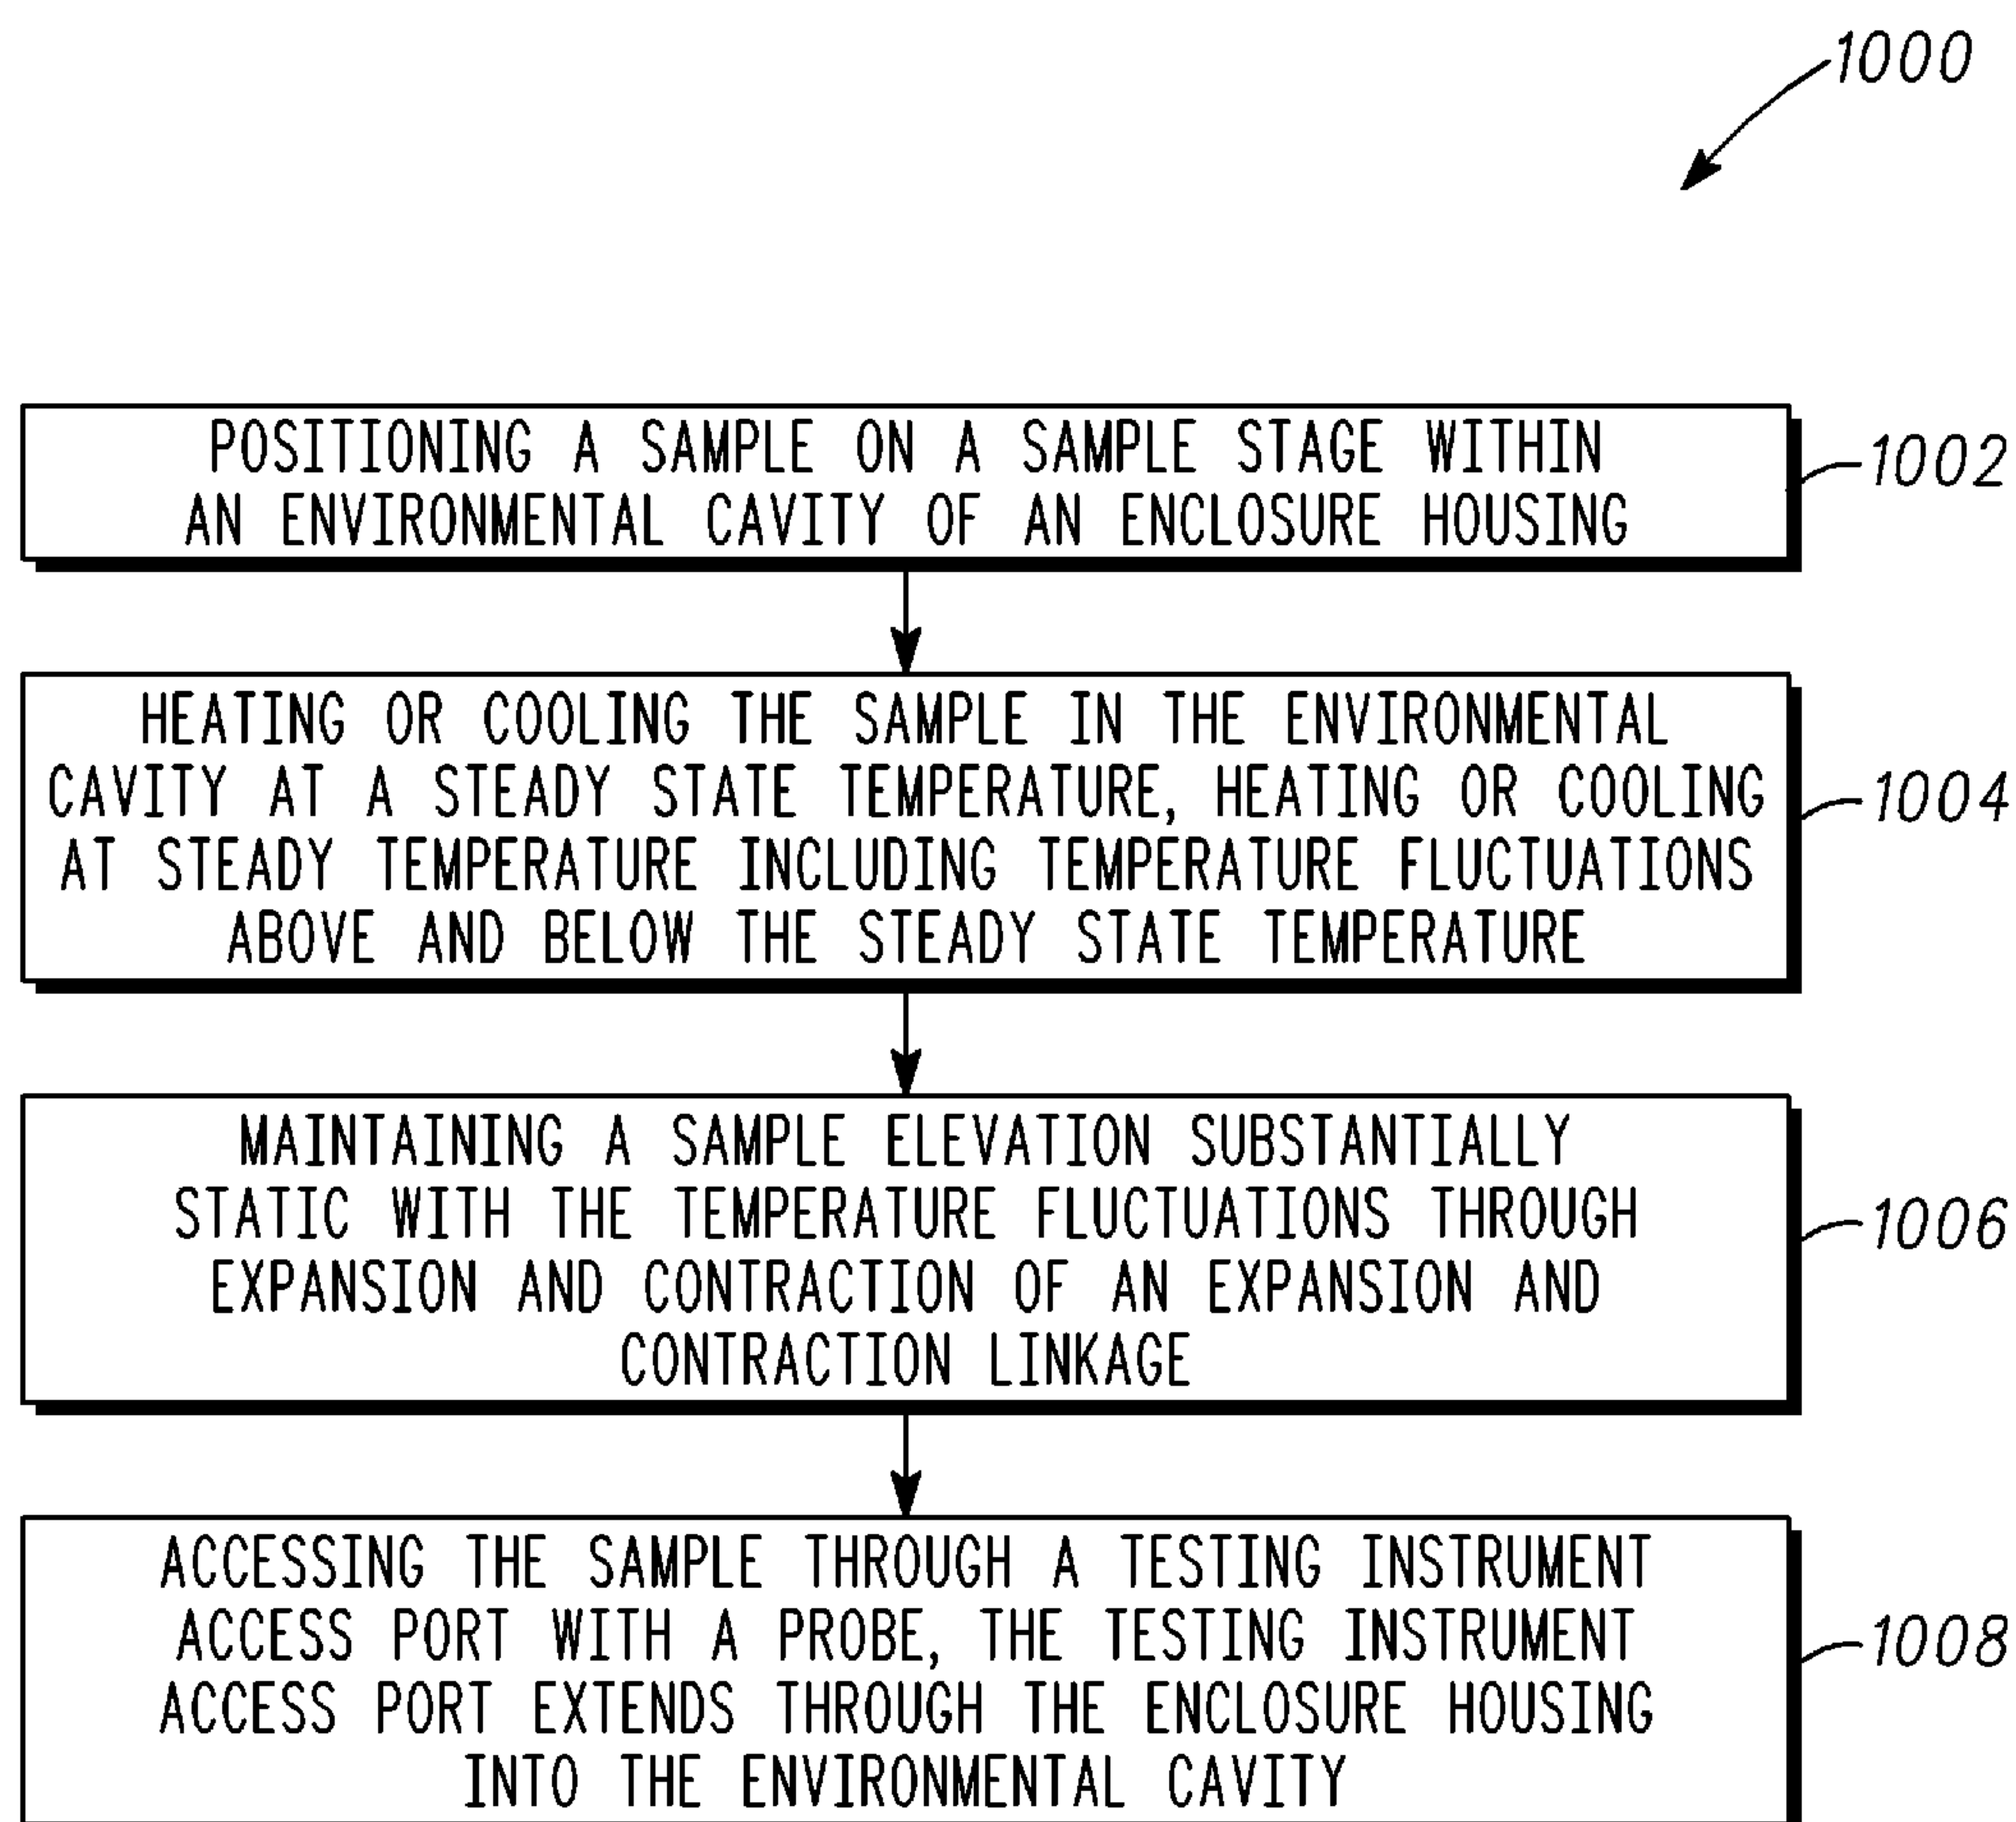 1000
POSITIONING A SAMPLE ON A SAMPLE STAGE WITHIN
AN ENVIRONMENTAL CAVITY OF AN ENCLOSURE HOUSING
1002
HEATING OR COOLING THE SAMPLE IN THE ENVIRONMENTAL
CAVITY AT A STEADY STATE TEMPERATURE, HEATING OR COOLING
AT STEADY TEMPERATURE INCLUDING TEMPERATURE FLUCTUATIONS
ABOVE AND BELOW THE STEADY STATE TEMPERATURE
1004
MAINTAINING A SAMPLE ELEVATION SUBSTANTIALLY
STATIC WITH THE TEMPERATURE FLUCTUATIONS THROUGH
EXPANSION AND CONTRACTION OF AN EXPANSION AND
CONTRACTION LINKAGE
1006
ACCESSING THE SAMPLE THROUGH A TESTING INSTRUMENT
ACCESS PORT WITH A PROBE, THE TESTING INSTRUMENT
ACCESS PORT EXTENDS THROUGH THE ENCLOSURE HOUSING
INTO THE ENVIRONMENTAL CAVITY
1008